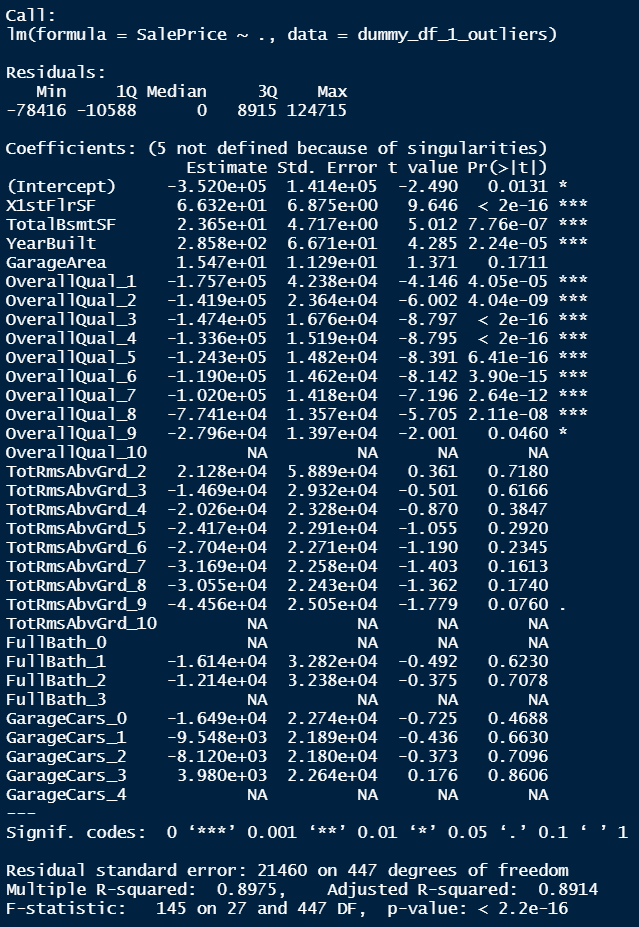 Call:
lm(formula = SalePrice ~ ., data = dummy_df_1_outliers)
Residuals:
Min 1Q Median 3Q Max
-78416 -10588 0 8915 124715
Coefficients: (5 not defined because of singularities)
Estimate Std. Error t value Pr(>|t|)
(Intercept) -3.520e+05 1.414e+05 -2.490 0.0131 *
X1stFlrSF 6.632e+01 6.875e+00 9.646 < 2e-16 ***
TotalBsmtSF 2.365e+01 4.717e+00 5.012 7.76e-07 ***
YearBuilt 2.858e+02 6.671e+01 4.285 2.24e-05 ***
GarageArea 1.547e+01 1.129e+01 1.371 0.1711
OverallQual_1 -1.757e+05 4.238e+04 -4.146 4.05e-05 ***
OverallQual_2 -1.419e+05 2.364e+04 -6.002 4.04e-09 ***
OverallQual_3 -1.474e+05 1.676e+04 -8.797 < 2e-16 ***
OverallQual_4 -1.336e+05 1.519e+04 -8.795 < 2e-16 ***
OverallQual_5 -1.243e+05 1.482e+04 -8.391 6.41e-16 ***
OverallQual_6 -1.190e+05 1.462e+04 -8.142 3.90e-15 ***
OverallQual_7 -1.020e+05 1.418e+04 -7.196 2.64e-12 ***
OverallQual_8 -7.741e+04 1.357e+04 -5.705 2.11e-08 ***
OverallQual_9 -2.796e+04 1.397e+04 -2.001 0.0460 *
OverallQual_10 NA NA NA NA
TotRmsAbvGrd_2 2.128e+04 5.889e+04 0.361 0.7180
TotRmsAbvGrd_3 -1.469e+04 2.932e+04 -0.501 0.6166
TotRmsAbvGrd_4 -2.026e+04 2.328e+04 -0.870 0.3847
TotRmsAbvGrd_5 -2.417e+04 2.291e+04 -1.055 0.2920
TotRmsAbvGrd_6 -2.704e+04 2.271e+04 -1.190 0.2345
TotRmsAbvGrd_7 -3.169e+04 2.258e+04 -1.403 0.1613
TotRmsAbvGrd_8 -3.055e+04 2.243e+04 -1.362 0.1740
TotRmsAbvGrd_9 -4.456e+04 2.505e+04 -1.779 0.0760 .
TotRmsAbvGrd_10 NA NA NA NA
FullBath_0 NA NA NA NA
FullBath_1 -1.614e+04 3.282e+04 -0.492 0.6230
FullBath_2 -1.214e+04 3.238e+04 -0.375 0.7078
FullBath_3 NA NA NA NA
GarageCars_0 -1.649e+04 2.274e+04 -0.725 0.4688
GarageCars_1 -9.548e+03 2.189e+04 -0.436 0.6630
GarageCars_2 -8.120e+03 2.180e+04 -0.373 0.7096
GarageCars_3 3.980e+03 2.264e+04 0.176 0.8606
GarageCars_4 NA NA NA NA
---
Signif. codes: 0 ‘***’ 0.001 ‘**’ 0.01 ‘*’ 0.05 ‘.’ 0.1 ‘ ’ 1
Residual standard error: 21460 on 447 degrees of freedom
Multiple R-squared: 0.8975, Adjusted R-squared: 0.8914
F-statistic: 145 on 27 and 447 DF, p-value: < 2.2e-16